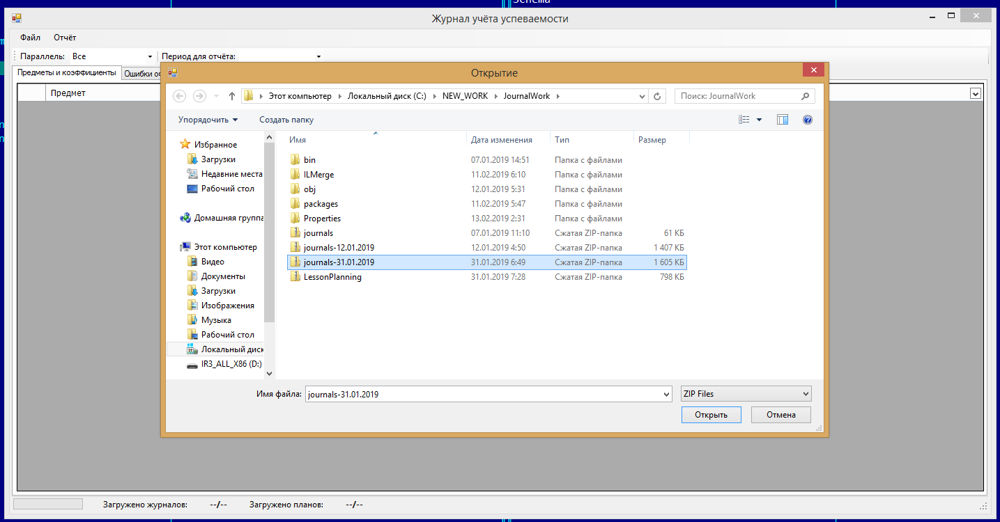 Schema
Журнал учёта успеваемости
Файл Отчёт
Параллель: Все Период для отчёта:
Предметы и коэффициенты Ошибки
Предмет
Открытие
Этот компьютер Локальный диск (C:) NEW_WORK JournalWork Поиск: JournalWork
Упорядочить Создать папку
Имя Дата изменения Тип Размер
Избранное
Загрузки
Недавние места
Рабочий стол
Домашняя группа
Этот компьютер
Видео
Документы
Загрузки
Изображения
Музыка
Рабочий стол
Локальный диск
IR3_ALL_X86 (D:)
bin 07.01.2019 14:51 Папка с файлами
ILMerge 11.02.2019 6:10 Папка с файлами
obj 12.01.2019 5:31 Папка с файлами
packages 11.02.2019 5:47 Папка с файлами
Properties 13.02.2019 2:31 Папка с файлами
journals 07.01.2019 11:10 Сжатая ZIP-папка 61 КБ
journals-12.01.2019 12.01.2019 4:50 Сжатая ZIP-папка 1 407 КБ
journals-31.01.2019 31.01.2019 6:49 Сжатая ZIP-папка 1 605 КБ
LessonPlanning 31.01.2019 7:28 Сжатая ZIP-папка 798 КБ
Имя файла: journals-31.01.2019 ZIP Files
Открыть Отмена
Загружено журналов: --/-- Загружено планов: --/--